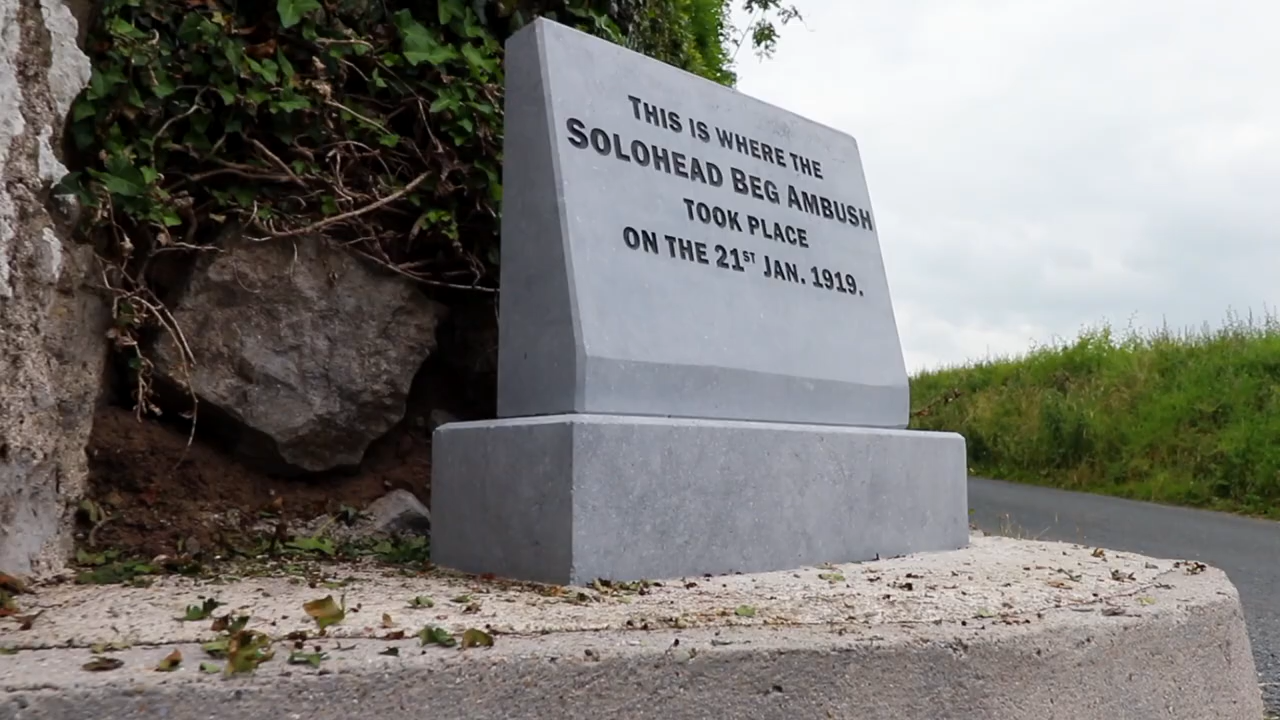 THIS IS WHERE THE
SOLOHEAD BEG AMBUSH
TOOK PLACE
ON THE 21ST JAN. 1919.